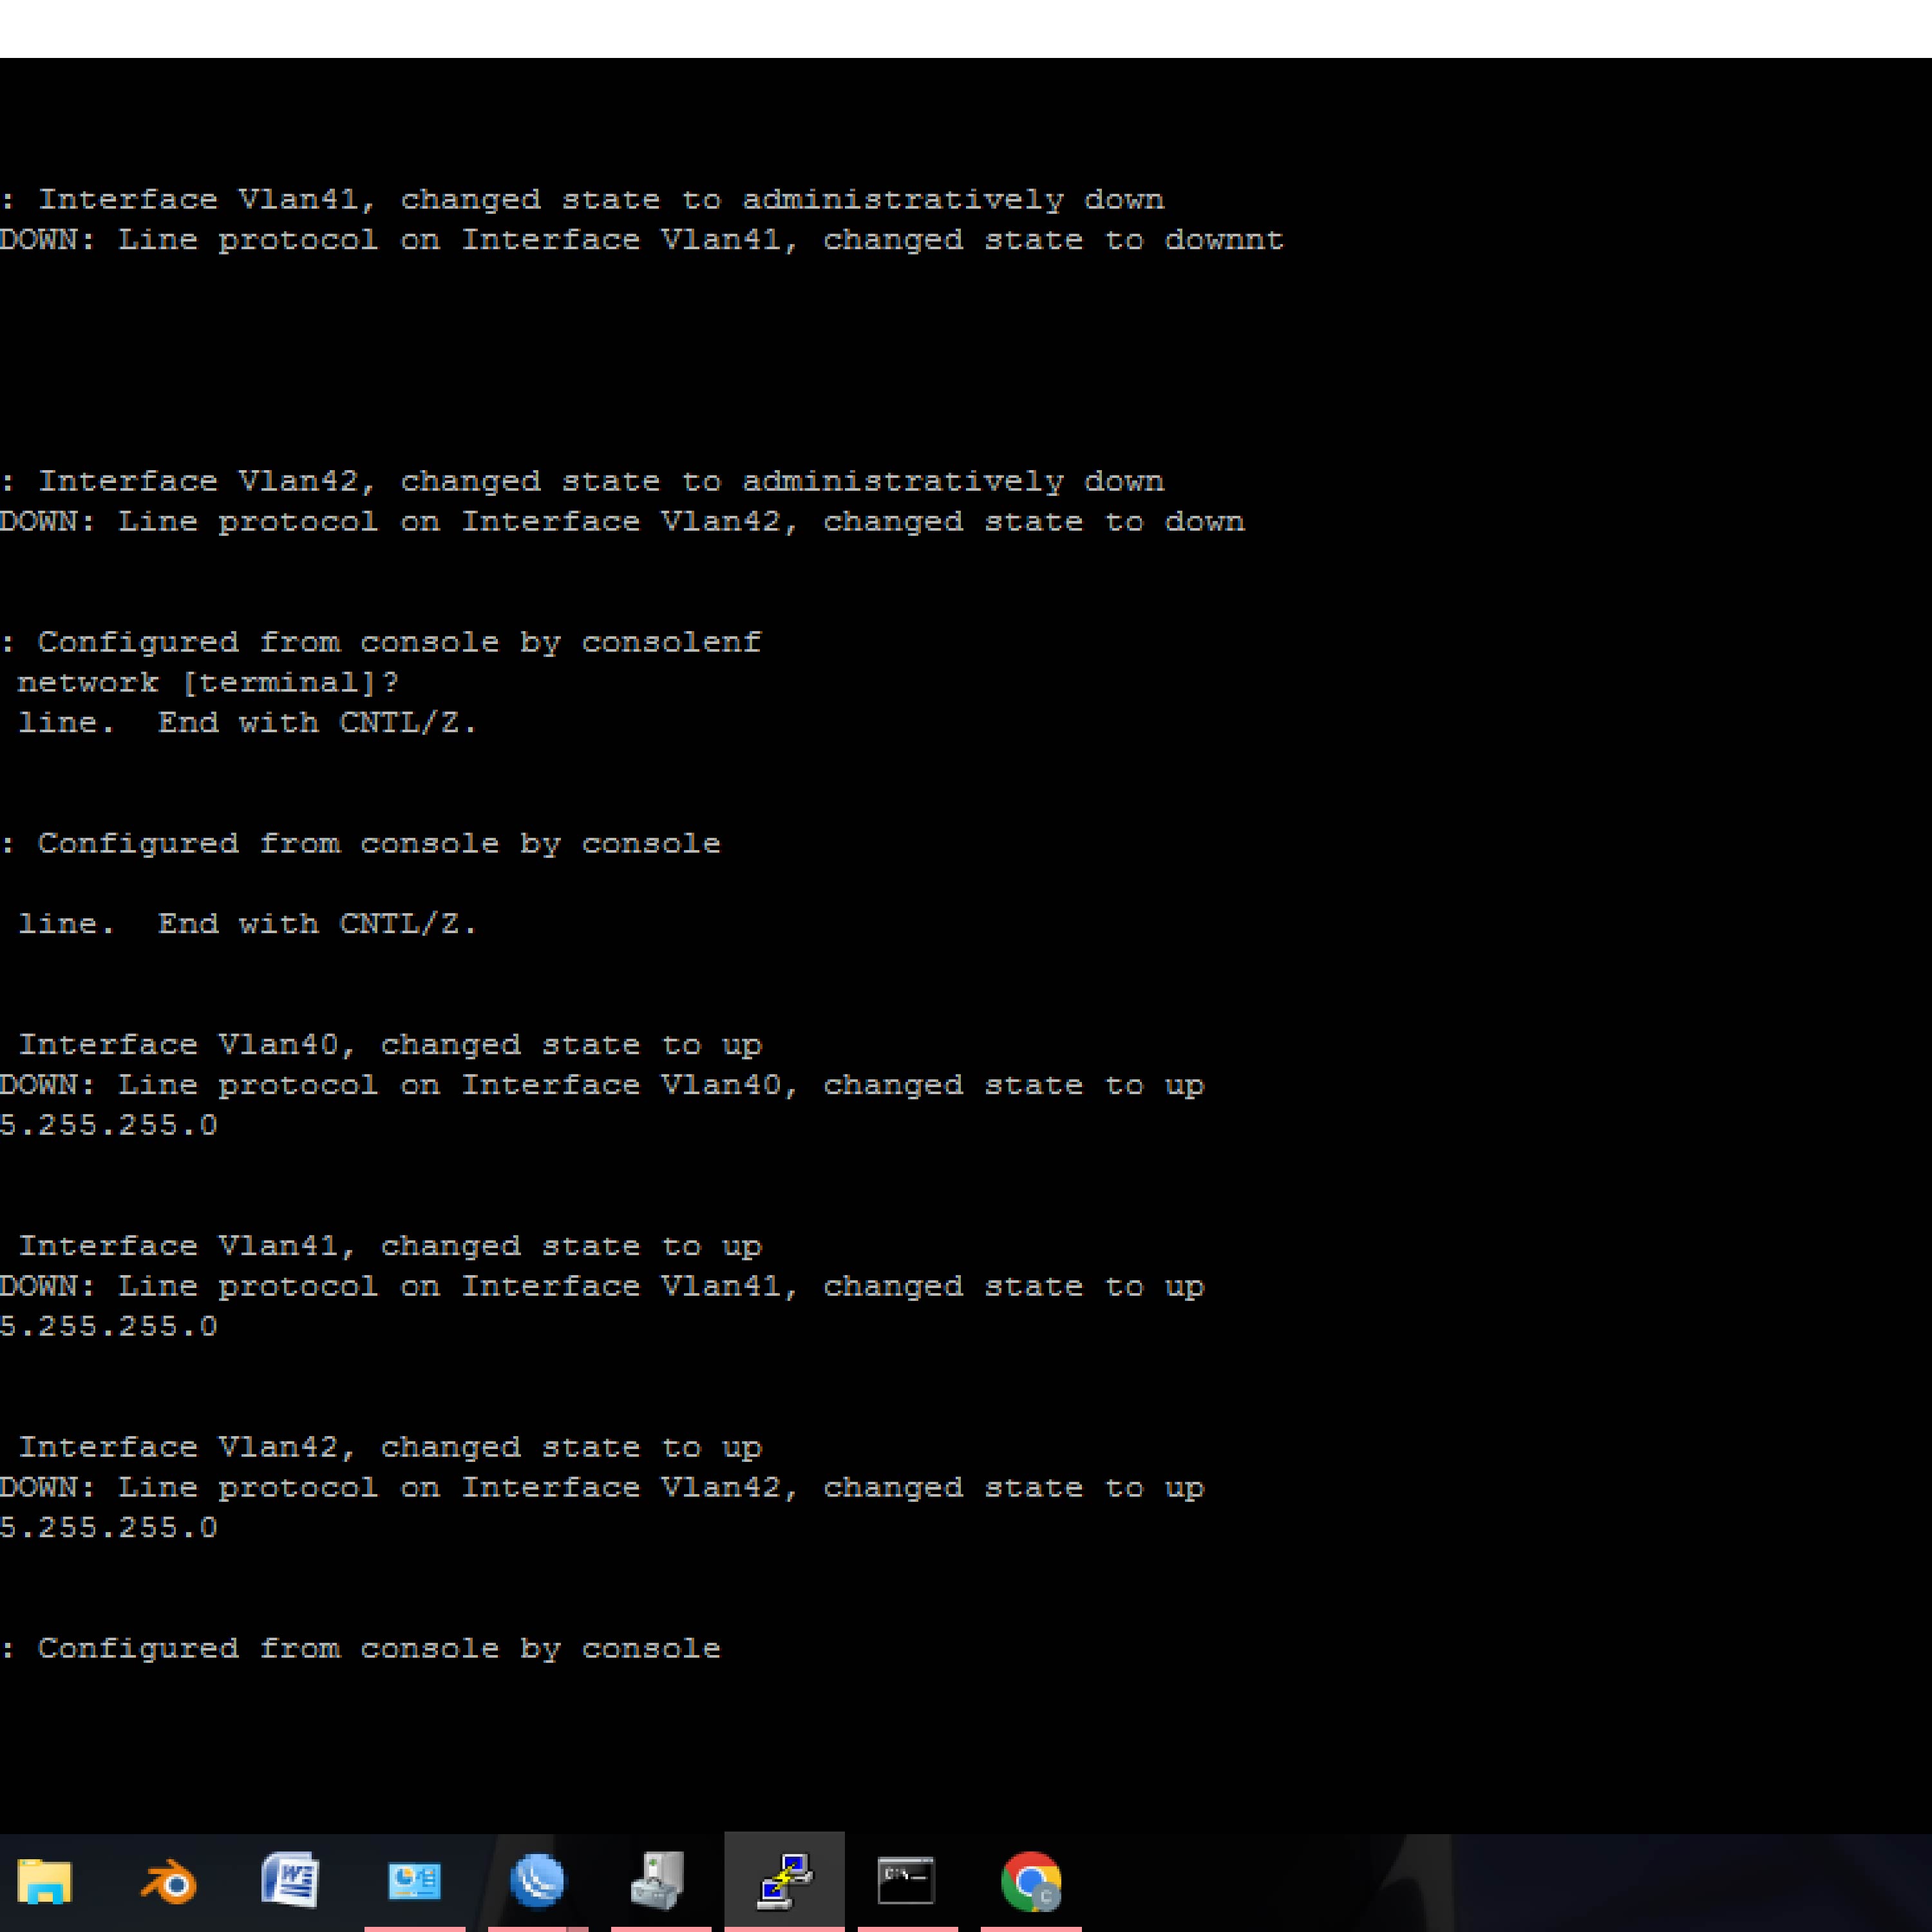 : Interface Vlan41, changed state to administratively down
DOWN: Line protocol on Interface Vlan41, changed state to downnt
: Interface Vlan42, changed state to administratively down
DOWN: Line protocol on Interface Vlan42, changed state to down
: Configured from console by consolenf
network [terminal]?
line.  End with CNTL/Z.
: Configured from console by console
line.  End with CNTL/Z.
Interface Vlan40, changed state to up
DOWN: Line protocol on Interface Vlan40, changed state to up
5.255.255.0
Interface Vlan41, changed state to up
DOWN: Line protocol on Interface Vlan41, changed state to up
5.255.255.0
Interface Vlan42, changed state to up
DOWN: Line protocol on Interface Vlan42, changed state to up
5.255.255.0
: Configured from console by console
W
C:\_
C